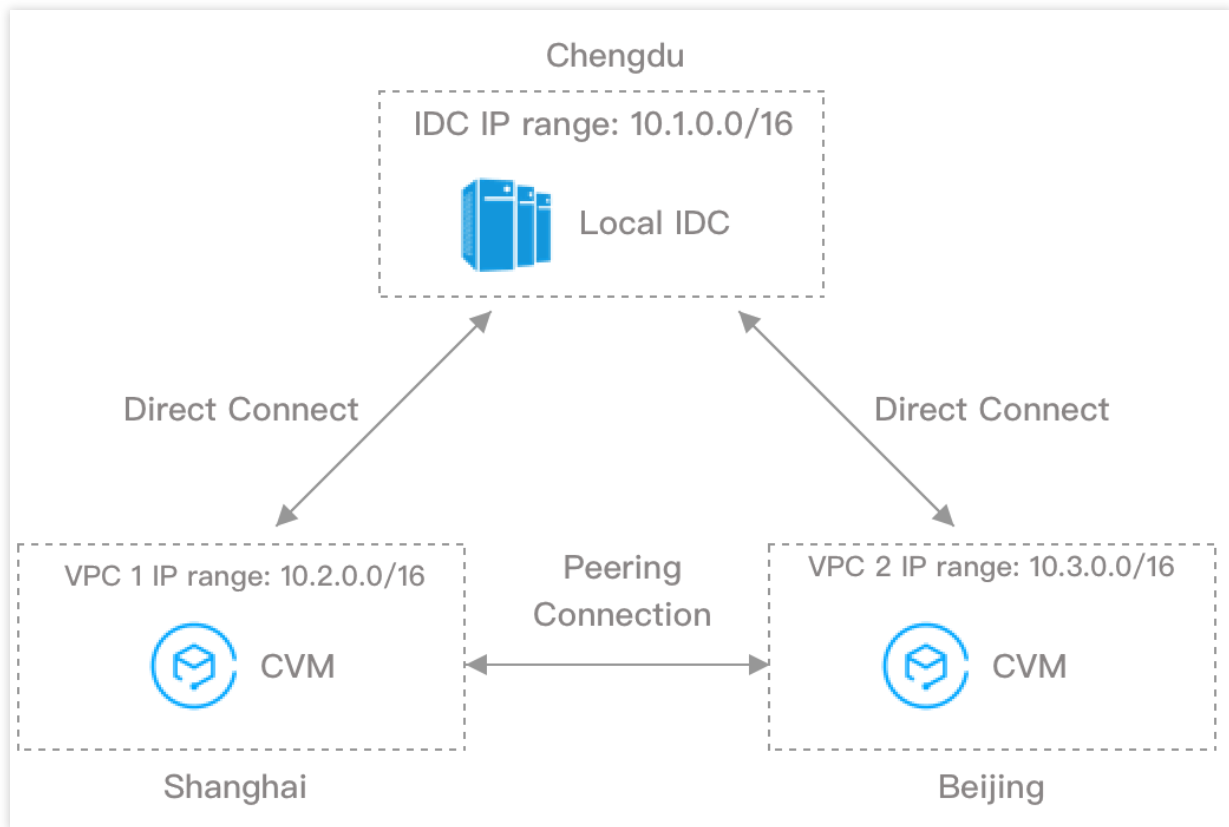 Chengdu
IDC IP range: 10.1.0.0/16
Local IDC
Direct Connect
Direct Connect
VPC 1 IP range: 10.2.0.0/16
CVM
Peering
Connection
VPC 2 IP range: 10.3.0.0/16
CVM
Shanghai
Beijing